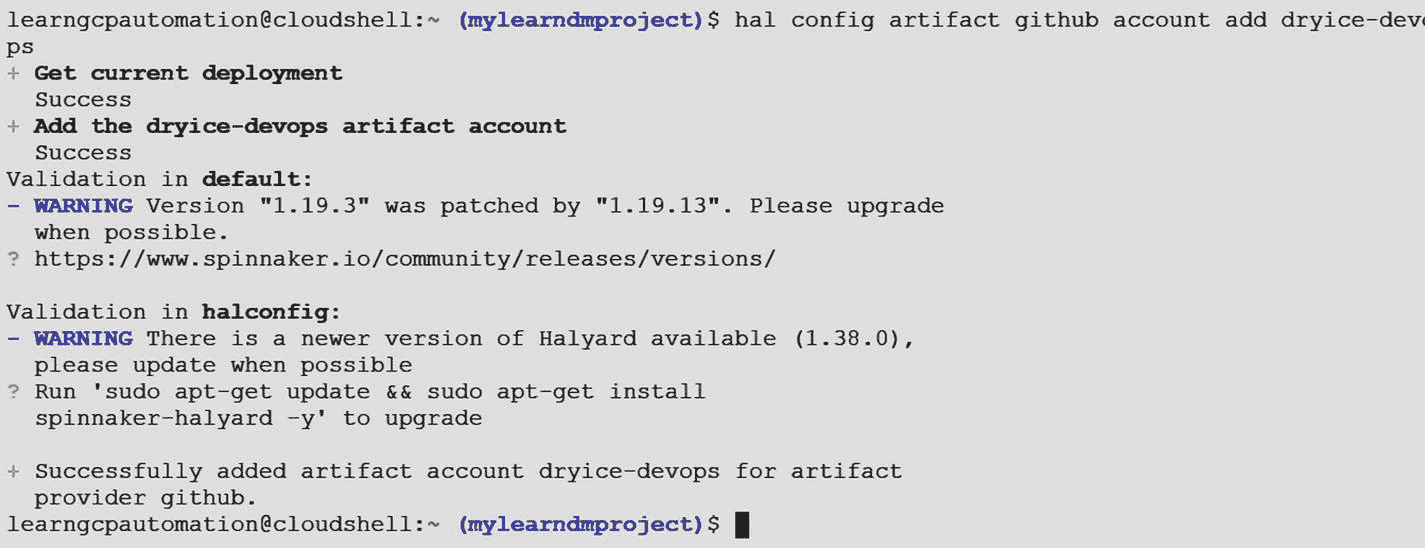 learngcpautomation@cloudshell:~ (mylearndmproject)$ hal config artifact github account add dryice-devo
ps
+ Get current deployment
  Success
+ Add the dryice-devops artifact account
  Success
Validation in default:
- WARNING Version "1.19.3" was patched by "1.19.13". Please upgrade
  when possible.
? https://www.spinnaker.io/community/releases/versions/

Validation in halconfig:
- WARNING There is a newer version of Halyard available (1.38.0),
  please update when possible
? Run 'sudo apt-get update && sudo apt-get install
  spinnaker-halyard -y' to upgrade

+ Successfully added artifact account dryice-devops for artifact
  provider github.
learngcpautomation@cloudshell:~ (mylearndmproject)$